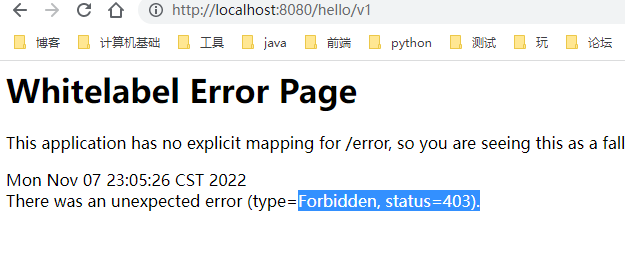 http://localhost:8080/hello/v1
博客 计算机基础 工具 java 前端 python 测试 玩 论坛
Whitelabel Error Page
This application has no explicit mapping for /error, so you are seeing this as a fall
Mon Nov 07 23:05:26 CST 2022
There was an unexpected error (type=Forbidden, status=403).